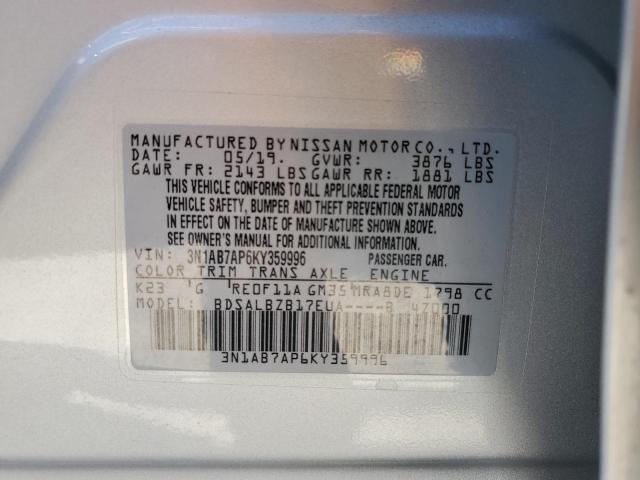 MANUFACTURED BY NISSAN MOTOR CO., LTD.
DATE: 05/19. GVWR: 3876 LBS
GAWR FR: 2143 LBS GAWR RR: 1881 LBS
THIS VEHICLE CONFORMS TO ALL APPLICABLE FEDERAL MOTOR
VEHICLE SAFETY, BUMPER AND THEFT PREVENTION STANDARDS
IN EFFECT ON THE DATE OF MANUFACTURE SHOWN ABOVE.
SEE OWNER'S MANUAL FOR ADDITIONAL INFORMATION.
VIN: 3N1AB7AP6KY359996 PASSENGER CAR.
COLOR TRIM TRANS AXLE ENGINE
K23 G RE0F11A GM35 MRA8DE 1798 CC
MODEL: BDSALBZB17EUA----B 47000
3N1AB7AP6KY359996